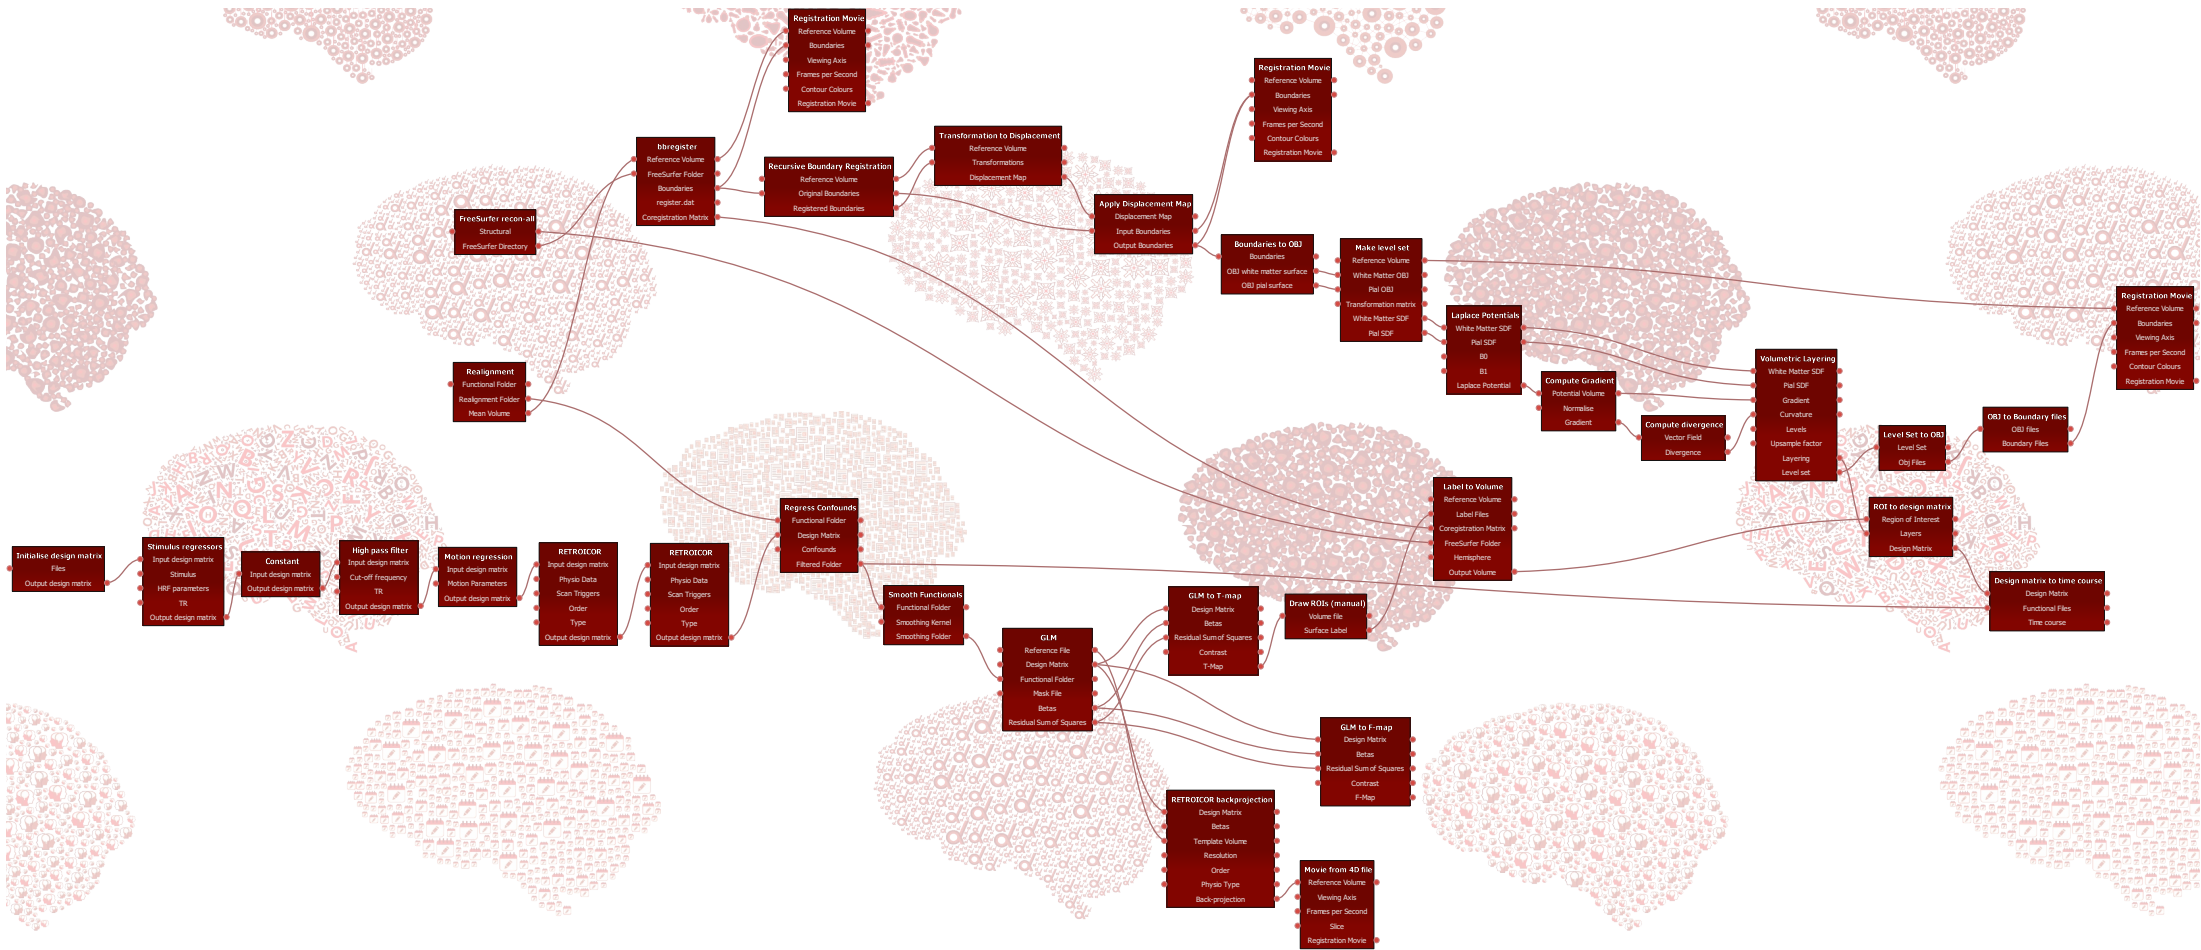 Registration Movie
Reference Volume
Boundaries
Viewing Axis
Frames per Second
Contour Colours
Registration Movie
Registration Movie
Reference Volume
Boundaries
Viewing Axis
Frames per Second
Contour Colours
Registration Movie
bbregister
Reference Volume
FreeSurfer Folder
Boundaries
register.dat
Coregistration Matrix
Recursive Boundary Registration
Reference Volume
Original Boundaries
Registered Boundaries
Transformation to Displacement
Reference Volume
Transformations
Displacement Map
Apply Displacement Map
Displacement Map
Input Boundaries
Output Boundaries
FreeSurfer recon-all
Structural
FreeSurfer Directory
Boundaries to OBJ
Boundaries
OBJ white matter surface
OBJ pial surface
Make level set
Reference Volume
White Matter OBJ
Pial OBJ
Transformation matrix
White Matter SDF
Pial SDF
Laplace Potentials
White Matter SDF
Pial SDF
B0
B1
Laplace Potential
Registration Movie
Reference Volume
Boundaries
Viewing Axis
Frames per Second
Contour Colours
Registration Movie
Realignment
Functional Folder
Realignment Folder
Mean Volume
Compute Gradient
Potential Volume
Normalise
Gradient
Compute divergence
Vector Field
Divergence
Volumetric Layering
White Matter SDF
Pial SDF
Gradient
Curvature
Levels
Upsample factor
Layering
Level set
Level Set to OBJ
Level Set
Obj Files
OBJ to Boundary files
OBJ files
Boundary Files
Label to Volume
Reference Volume
Label Files
Coregistration Matrix
FreeSurfer Folder
Hemisphere
Output Volume
ROI to design matrix
Region of Interest
Layers
Design Matrix
Design matrix to time course
Design Matrix
Functional Files
Time course
Initialise design matrix
Files
Output design matrix
Stimulus regressors
Input design matrix
Stimulus
HRF parameters
TR
Output design matrix
Constant
Input design matrix
Output design matrix
High pass filter
Input design matrix
Cut-off frequency
TR
Output design matrix
Motion regression
Input design matrix
Motion Parameters
Output design matrix
RETROICOR
Input design matrix
Physio Data
Scan Triggers
Order
Type
Output design matrix
RETROICOR
Input design matrix
Physio Data
Scan Triggers
Order
Type
Output design matrix
Regress Confounds
Functional Folder
Design Matrix
Confounds
Filtered Folder
Smooth Functionals
Functional Folder
Smoothing Kernel
Smoothing Folder
GLM
Reference File
Design Matrix
Functional Folder
Mask File
Betas
Residual Sum of Squares
GLM to T-map
Design Matrix
Betas
Residual Sum of Squares
Contrast
T-Map
Draw ROIs (manual)
Volume file
Surface Label
GLM to F-map
Design Matrix
Betas
Residual Sum of Squares
Contrast
F-Map
RETROICOR backprojection
Design Matrix
Betas
Template Volume
Resolution
Order
Physio Type
Back-projection
Movie from 4D file
Reference Volume
Viewing Axis
Frames per Second
Slice
Registration Movie